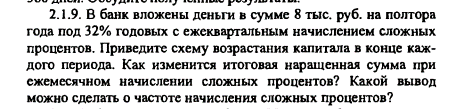 2.1.9. В банк вложены деньги в сумме 8 тыс. руб. на полтора
года под 32% годовых с ежеквартальным начислением сложных
процентов. Приведите схему возрастания капитала в конце каж-
дого периода. Как изменится итоговая наращенная сумма при
ежемесячном начислении сложных процентов? Какой вывод
можно сделать о частоте начисления сложных процентов?